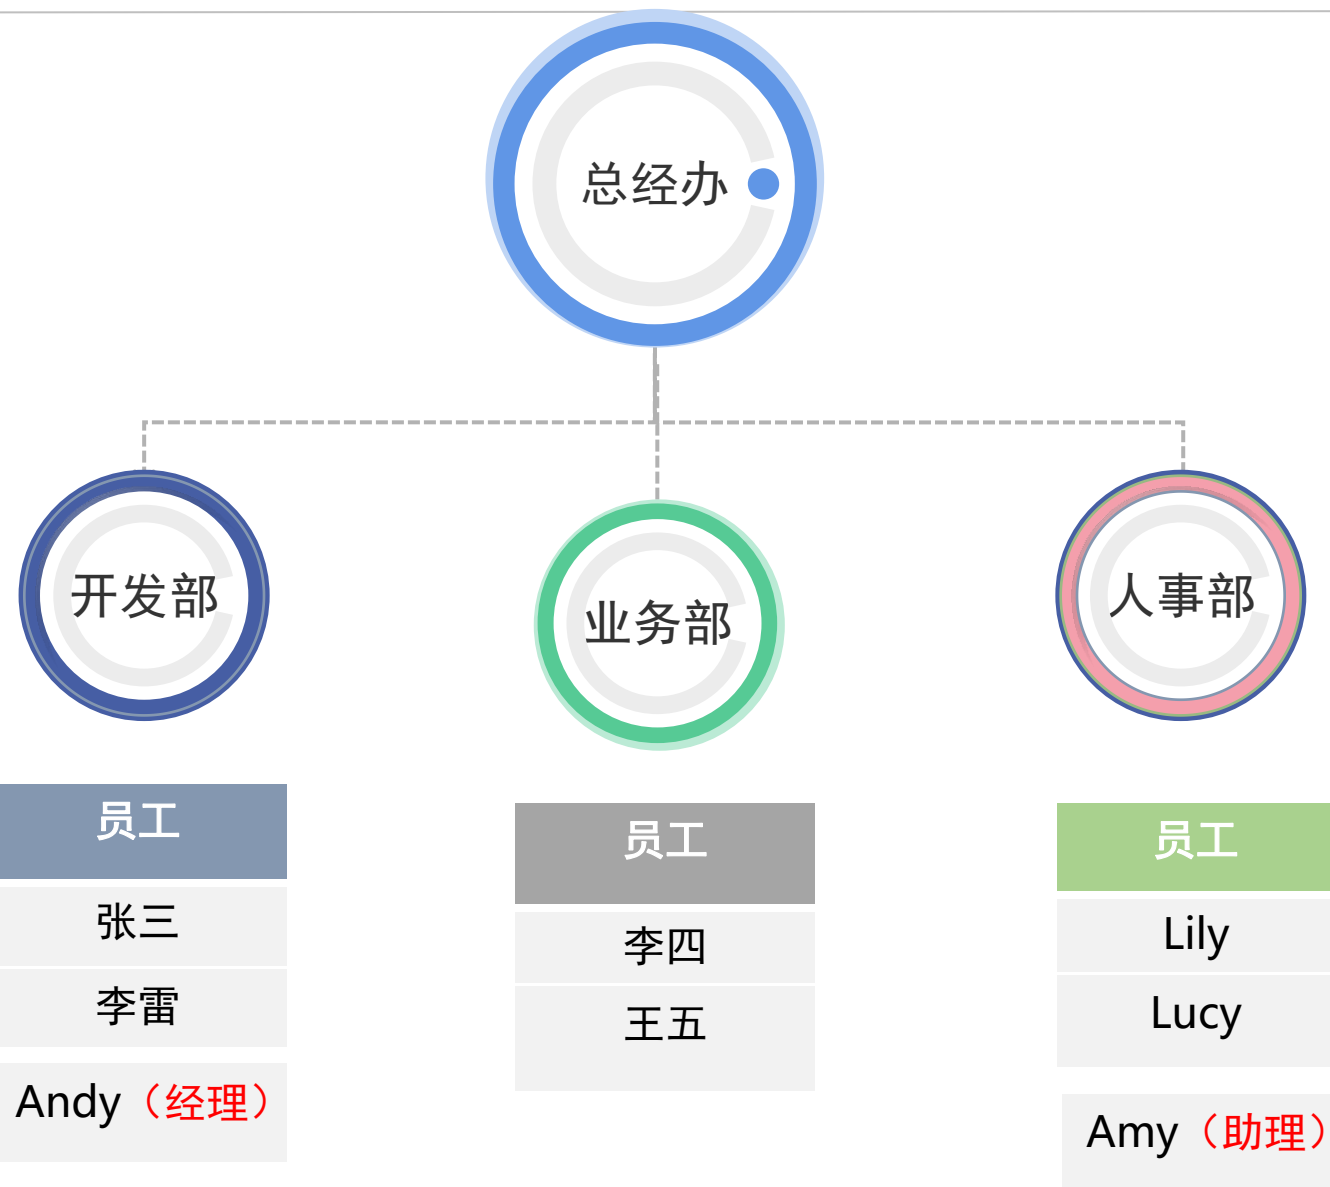 总经办
开发部
业务部
人事部
员工
张三
李雷
Andy（经理）
员工
李四
王五
员工
Lily
Lucy
Amy（助理）